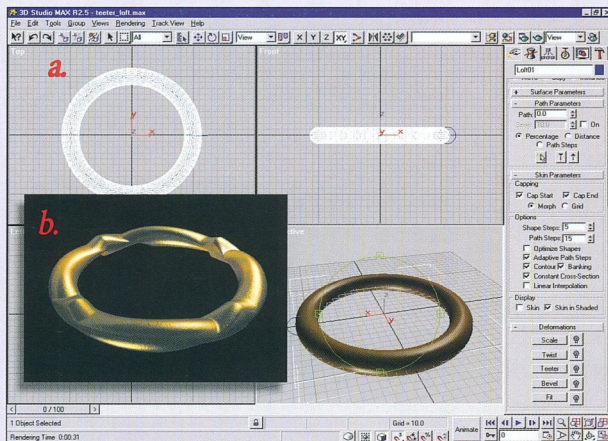 3D Studio MAX R2.5 - teeter_loft.max
File Edit Tools Group Views Rendering Track View Help
All View X Y Z XY View
Top
Front
a.
y
z x
z
y x
b.
z
x y
Loft01
+ Surface Parameters
- Path Parameters
Path: 0.0
10.0 On
Percentage Distance
Path Steps
- Skin Parameters
Capping
Cap Start Cap End
Morph Grid
Options
Shape Steps: 5
Path Steps: 15
Optimize Shapes
Adaptive Path Steps
Contour Banking
Constant Cross-Section
Linear Interpolation
Display
Skin Skin in Shaded
- Deformations
Scale
Twist
Teeter
Bevel
Fit
0 / 100
1 Object Selected Grid = 10.0
Rendering Time 0:00:31
Animate
0